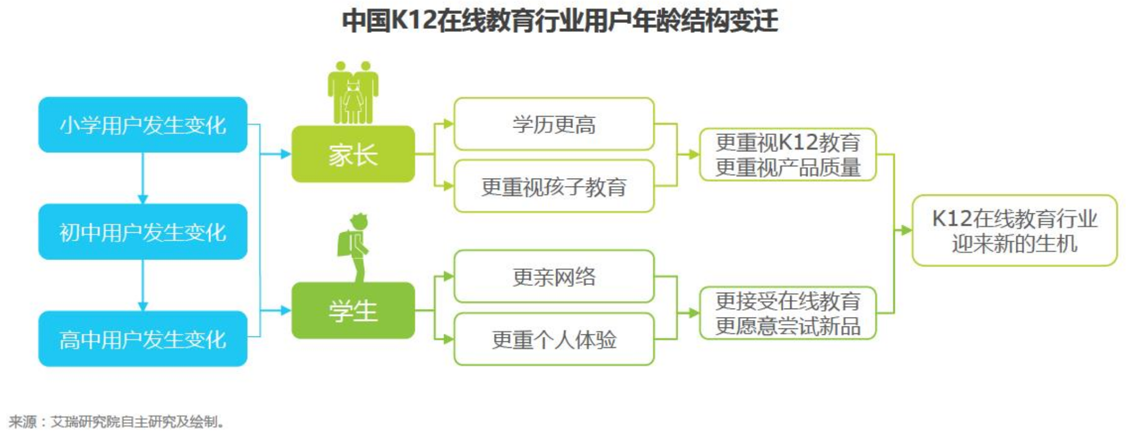 中国K12在线教育行业用户年龄结构变迁
小学用户发生变化
初中用户发生变化
高中用户发生变化
家长
学生
学历更高
更重视孩子教育
更亲网络
更重个人体验
更重视K12教育
更重视产品质量
更接受在线教育
更愿意尝试新品
K12在线教育行业
迎来新的生机
来源：艾瑞研究院自主研究及绘制。